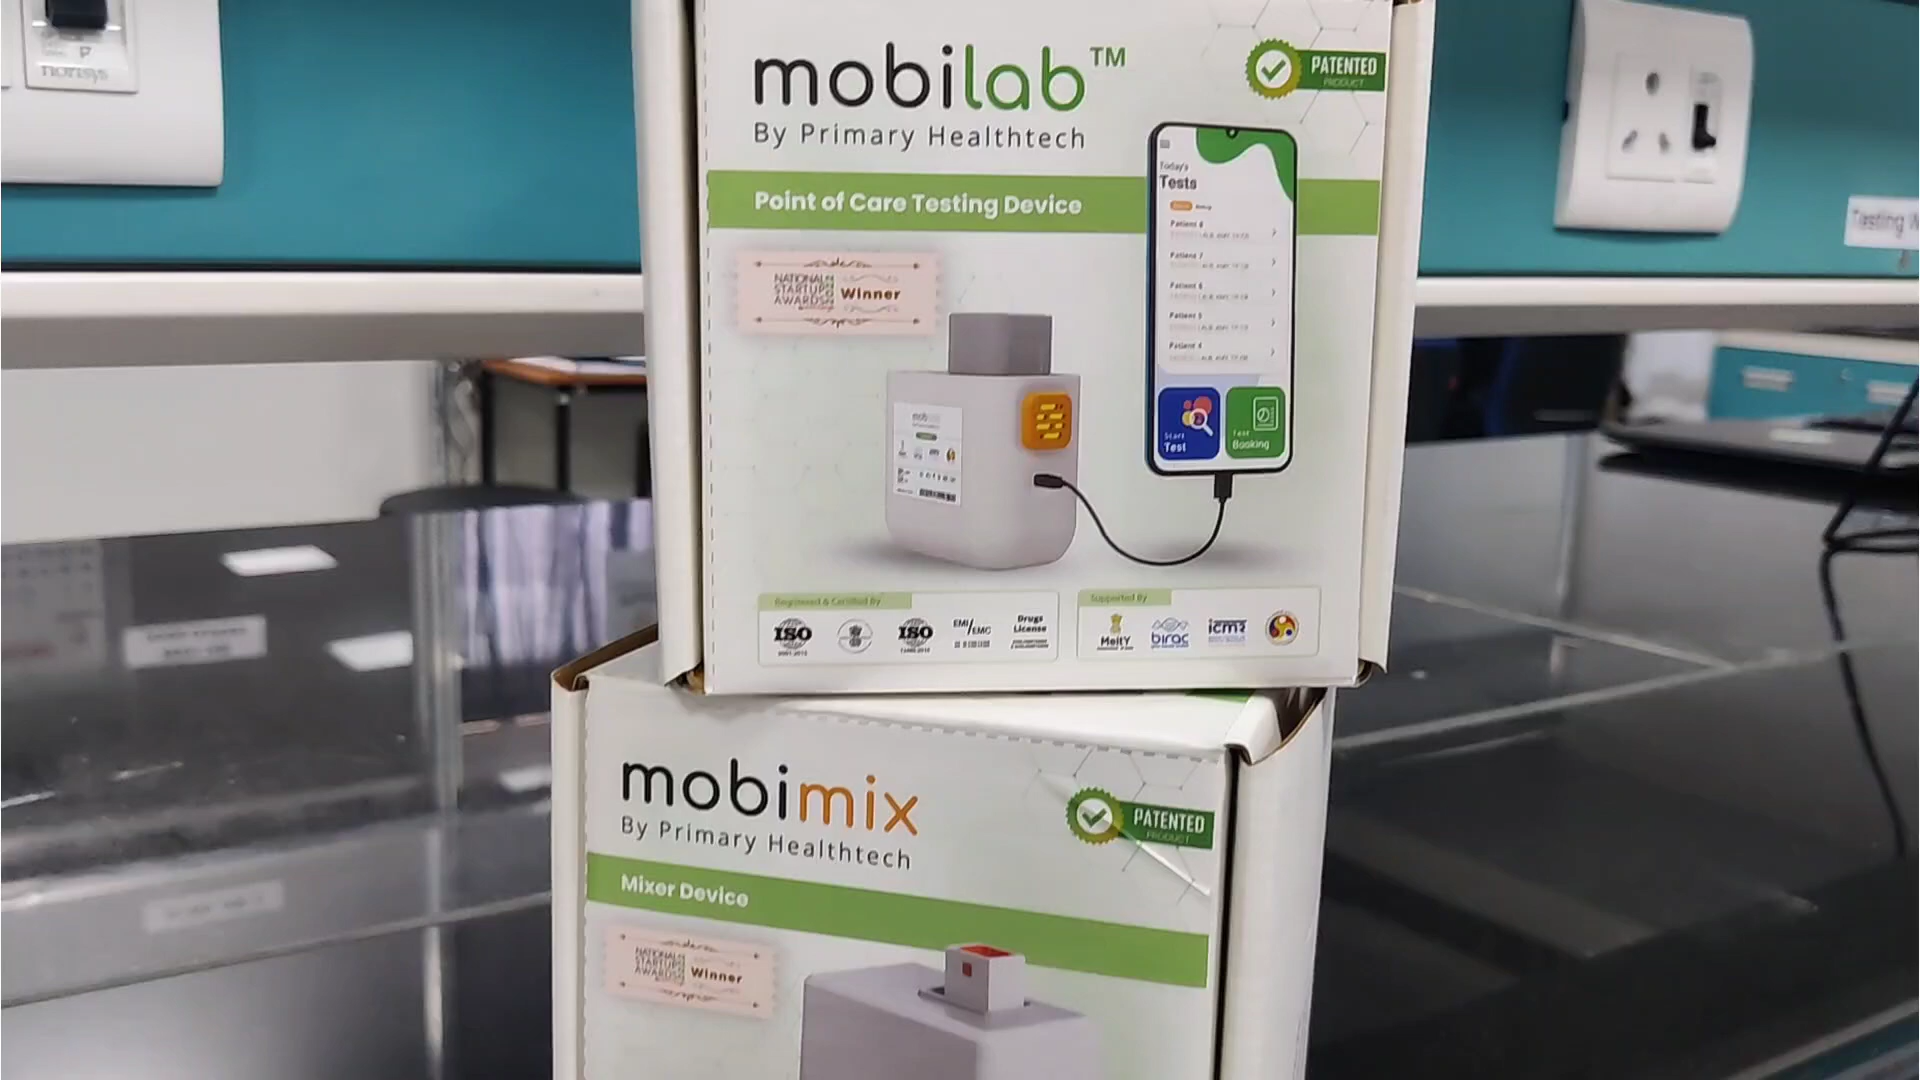 norisys
mobilab™
By Primary Healthtech
PATENTED
PRODUCT
Point of Care Testing Device
NATIONAL
STARTUP
AWARDS
Winner
Today's
Tests
Patient 8
Patient 7
Patient 6
Patient 5
Patient 4
Start
Test
Test
Booking
Registered & Certified By
ISO
ISO
EMI/EMC
Drugs
License
Supported By
MeitY
birac
icmr
Testing
mobimix
By Primary Healthtech
PATENTED
PRODUCT
Mixer Device
NATIONAL
STARTUP
AWARDS
Winner